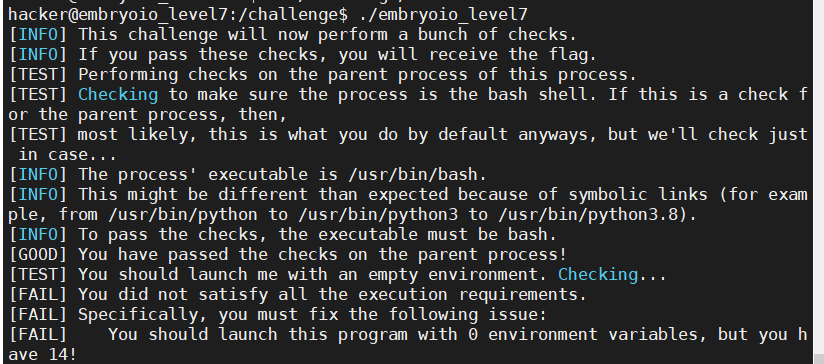 hacker@embryoio_level7:/challenge$ ./embryoio_level7
[INFO] This challenge will now perform a bunch of checks.
[INFO] If you pass these checks, you will receive the flag.
[TEST] Performing checks on the parent process of this process.
[TEST] Checking to make sure the process is the bash shell. If this is a check f
or the parent process, then,
[TEST] most likely, this is what you do by default anyways, but we'll check just
 in case...
[INFO] The process' executable is /usr/bin/bash.
[INFO] This might be different than expected because of symbolic links (for exam
ple, from /usr/bin/python to /usr/bin/python3 to /usr/bin/python3.8).
[INFO] To pass the checks, the executable must be bash.
[GOOD] You have passed the checks on the parent process!
[TEST] You should launch me with an empty environment. Checking...
[FAIL] You did not satisfy all the execution requirements.
[FAIL] Specifically, you must fix the following issue:
[FAIL]    You should launch this program with 0 environment variables, but you h
ave 14!